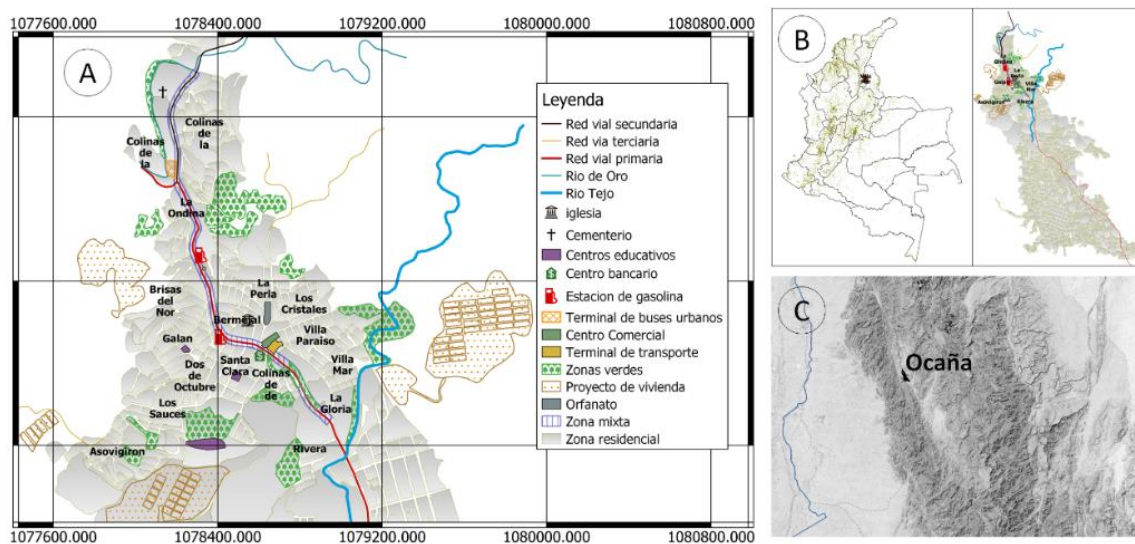 1077600.000 1078400.000 1079200.000 1080000.000 1080800.000
A
Colinas
de la
Colinas
de la
La
Ondina
Brisas
del
Nor
La
Perla
Los
Cristales
Bermejal
Galan
Villa
Paraiso
Santa
Clara
Dos
de
Octubre
Colinas
de
Villa
Mar
Los
Sauces
La
Gloria
Asovigiron
Rivera
Leyenda
Red vial secundaria
Red via terciaria
Red vial primaria
Rio de Oro
Rio Tejo
iglesia
Cementerio
Centros educativos
Centro bancario
Estacion de gasolina
Terminal de buses urbanos
Centro Comercial
Terminal de transporte
Zonas verdes
Proyecto de vivienda
Orfanato
Zona mixta
Zona residencial
1077600.000 1078400.000 1079200.000 1080000.000 1080800.000
B
Asovigiron
C
Ocaña